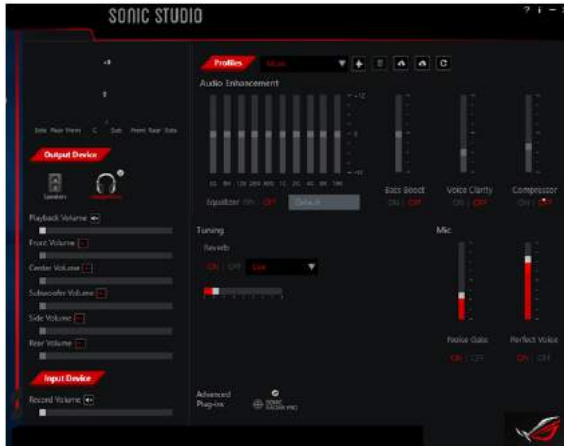 SONIC STUDIO
Profiles Music
Audio Enhancement
+12
0
Side Rear Front C Sub Front Rear Side
Output Device
Speakers
Bass Boost Voice Clarity Compressor
Equalizer ON OFF Default
ON | OFF ON | OFF ON | OFF
Playback Volume
Front Volume
Center Volume
Subwoofer Volume
Side Volume
Rear Volume
Tuning
Reverb
ON | OFF Live
Mic
Noise Gate Perfect Voice
ON | OFF ON | OFF
Input Device
Record Volume
Advanced
Plug-ins
SONIC
RADAR PRO